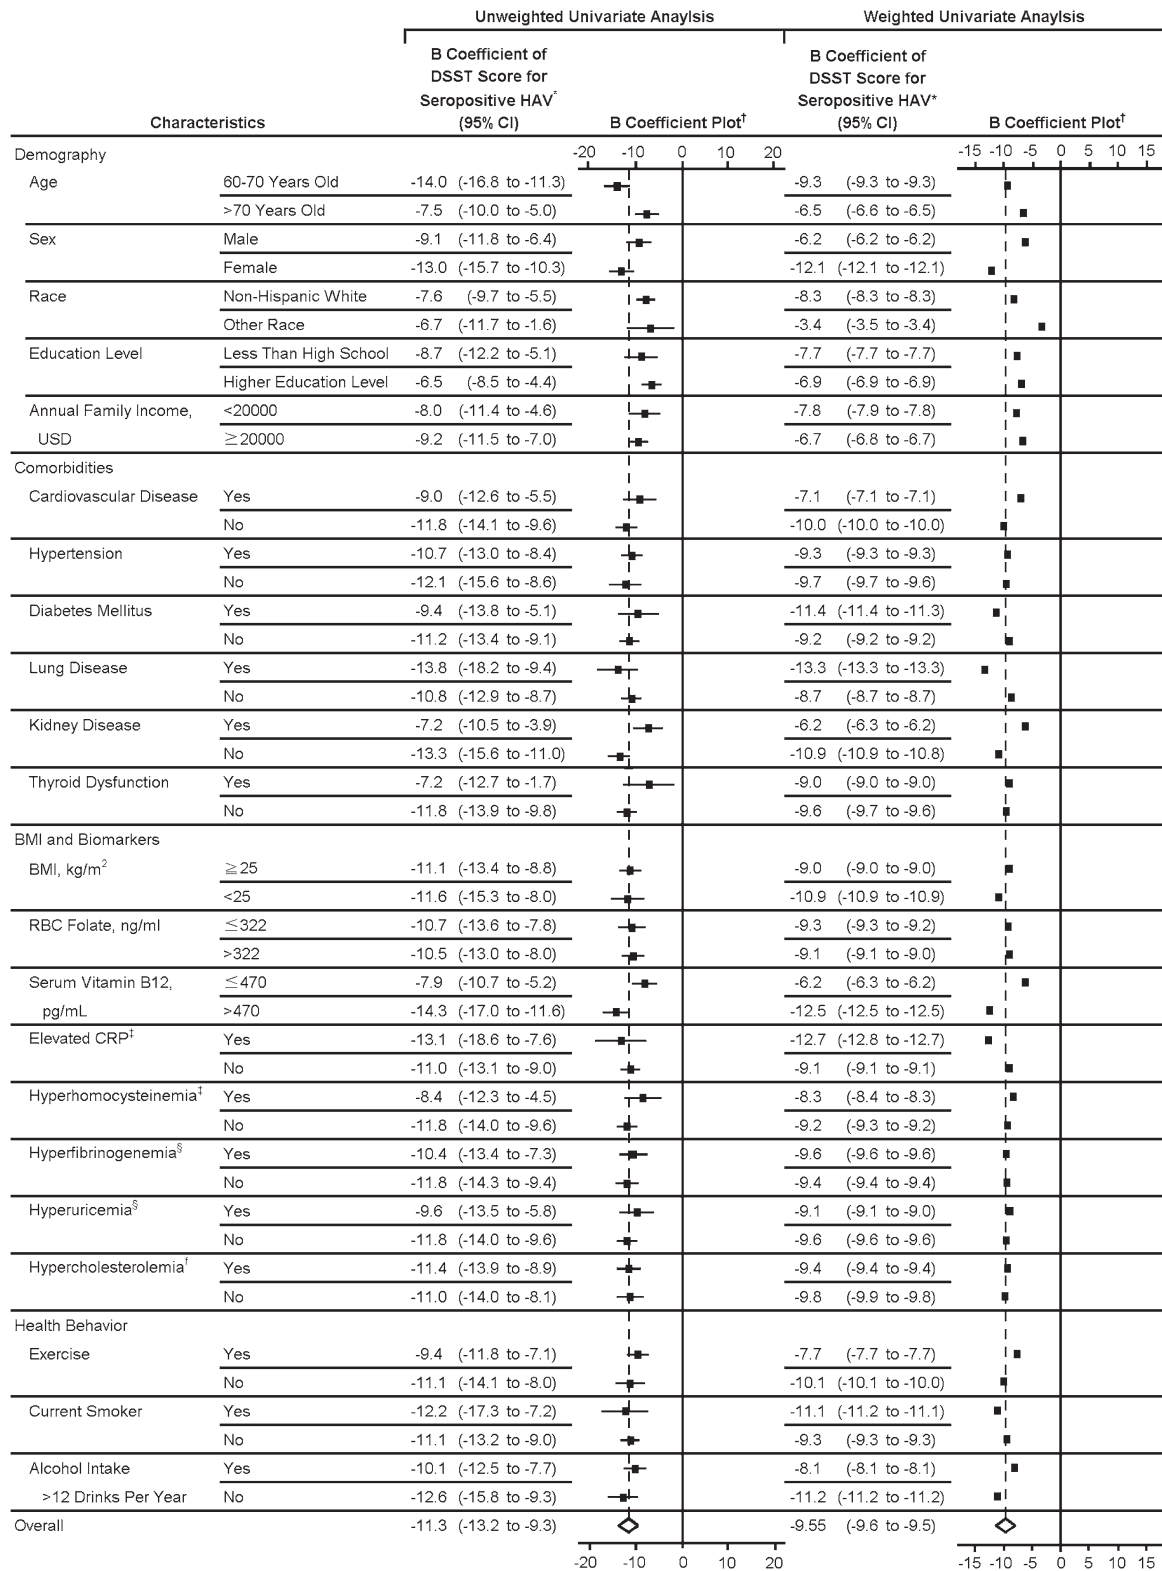 Unweighted Univariate Anaylsis Weighted Univariate Anaylsis
B Coefficient of B Coefficient of
DSST Score for DSST Score for
Seropositive HAV* Seropositive HAV*
Characteristics (95% CI) B Coefficient Plot† (95% CI) B Coefficient Plot†
Demography -20 -10 0 10 20 -15 -10 -5 0 5 10 15
Age 60-70 Years Old -14.0 (-16.8 to -11.3) -9.3 (-9.3 to -9.3)
>70 Years Old -7.5 (-10.0 to -5.0) -6.5 (-6.6 to -6.5)
Sex Male -9.1 (-11.8 to -6.4) -6.2 (-6.2 to -6.2)
Female -13.0 (-15.7 to -10.3) -12.1 (-12.1 to -12.1)
Race Non-Hispanic White -7.6 (-9.7 to -5.5) -8.3 (-8.3 to -8.3)
Other Race -6.7 (-11.7 to -1.6) -3.4 (-3.5 to -3.4)
Education Level Less Than High School -8.7 (-12.2 to -5.1) -7.7 (-7.7 to -7.7)
Higher Education Level -6.5 (-8.5 to -4.4) -6.9 (-6.9 to -6.9)
Annual Family Income, <20000 -8.0 (-11.4 to -4.6) -7.8 (-7.9 to -7.8)
USD ≧20000 -9.2 (-11.5 to -7.0) -6.7 (-6.8 to -6.7)
Comorbidities
Cardiovascular Disease Yes -9.0 (-12.6 to -5.5) -7.1 (-7.1 to -7.1)
No -11.8 (-14.1 to -9.6) -10.0 (-10.0 to -10.0)
Hypertension Yes -10.7 (-13.0 to -8.4) -9.3 (-9.3 to -9.3)
No -12.1 (-15.6 to -8.6) -9.7 (-9.7 to -9.6)
Diabetes Mellitus Yes -9.4 (-13.8 to -5.1) -11.4 (-11.4 to -11.3)
No -11.2 (-13.4 to -9.1) -9.2 (-9.2 to -9.2)
Lung Disease Yes -13.8 (-18.2 to -9.4) -13.3 (-13.3 to -13.3)
No -10.8 (-12.9 to -8.7) -8.7 (-8.7 to -8.7)
Kidney Disease Yes -7.2 (-10.5 to -3.9) -6.2 (-6.3 to -6.2)
No -13.3 (-15.6 to -11.0) -10.9 (-10.9 to -10.8)
Thyroid Dysfunction Yes -7.2 (-12.7 to -1.7) -9.0 (-9.0 to -9.0)
No -11.8 (-13.9 to -9.8) -9.6 (-9.7 to -9.6)
BMI and Biomarkers
BMI, kg/m² ≧25 -11.1 (-13.4 to -8.8) -9.0 (-9.0 to -9.0)
<25 -11.6 (-15.3 to -8.0) -10.9 (-10.9 to -10.9)
RBC Folate, ng/ml ≦322 -10.7 (-13.6 to -7.8) -9.3 (-9.3 to -9.2)
>322 -10.5 (-13.0 to -8.0) -9.1 (-9.1 to -9.0)
Serum Vitamin B12, ≦470 -7.9 (-10.7 to -5.2) -6.2 (-6.3 to -6.2)
pg/mL >470 -14.3 (-17.0 to -11.6) -12.5 (-12.5 to -12.5)
Elevated CRP‡ Yes -13.1 (-18.6 to -7.6) -12.7 (-12.8 to -12.7)
No -11.0 (-13.1 to -9.0) -9.1 (-9.1 to -9.1)
Hyperhomocysteinemia‡ Yes -8.4 (-12.3 to -4.5) -8.3 (-8.4 to -8.3)
No -11.8 (-14.0 to -9.6) -9.2 (-9.3 to -9.2)
Hyperfibrinogenemia§ Yes -10.4 (-13.4 to -7.3) -9.6 (-9.6 to -9.6)
No -11.8 (-14.3 to -9.4) -9.4 (-9.4 to -9.4)
Hyperuricemia§ Yes -9.6 (-13.5 to -5.8) -9.1 (-9.1 to -9.0)
No -11.8 (-14.0 to -9.6) -9.6 (-9.6 to -9.6)
Hypercholesterolemia<sup>f</sup> Yes -11.4 (-13.9 to -8.9) -9.4 (-9.4 to -9.4)
No -11.0 (-14.0 to -8.1) -9.8 (-9.9 to -9.8)
Health Behavior
Exercise Yes -9.4 (-11.8 to -7.1) -7.7 (-7.7 to -7.7)
No -11.1 (-14.1 to -8.0) -10.1 (-10.1 to -10.0)
Current Smoker Yes -12.2 (-17.3 to -7.2) -11.1 (-11.2 to -11.1)
No -11.1 (-13.2 to -9.0) -9.3 (-9.3 to -9.3)
Alcohol Intake Yes -10.1 (-12.5 to -7.7) -8.1 (-8.1 to -8.1)
>12 Drinks Per Year No -12.6 (-15.8 to -9.3) -11.2 (-11.2 to -11.2)
Overall -11.3 (-13.2 to -9.3) -9.55 (-9.6 to -9.5)
-20 -10 0 10 20 -15 -10 -5 0 5 10 15